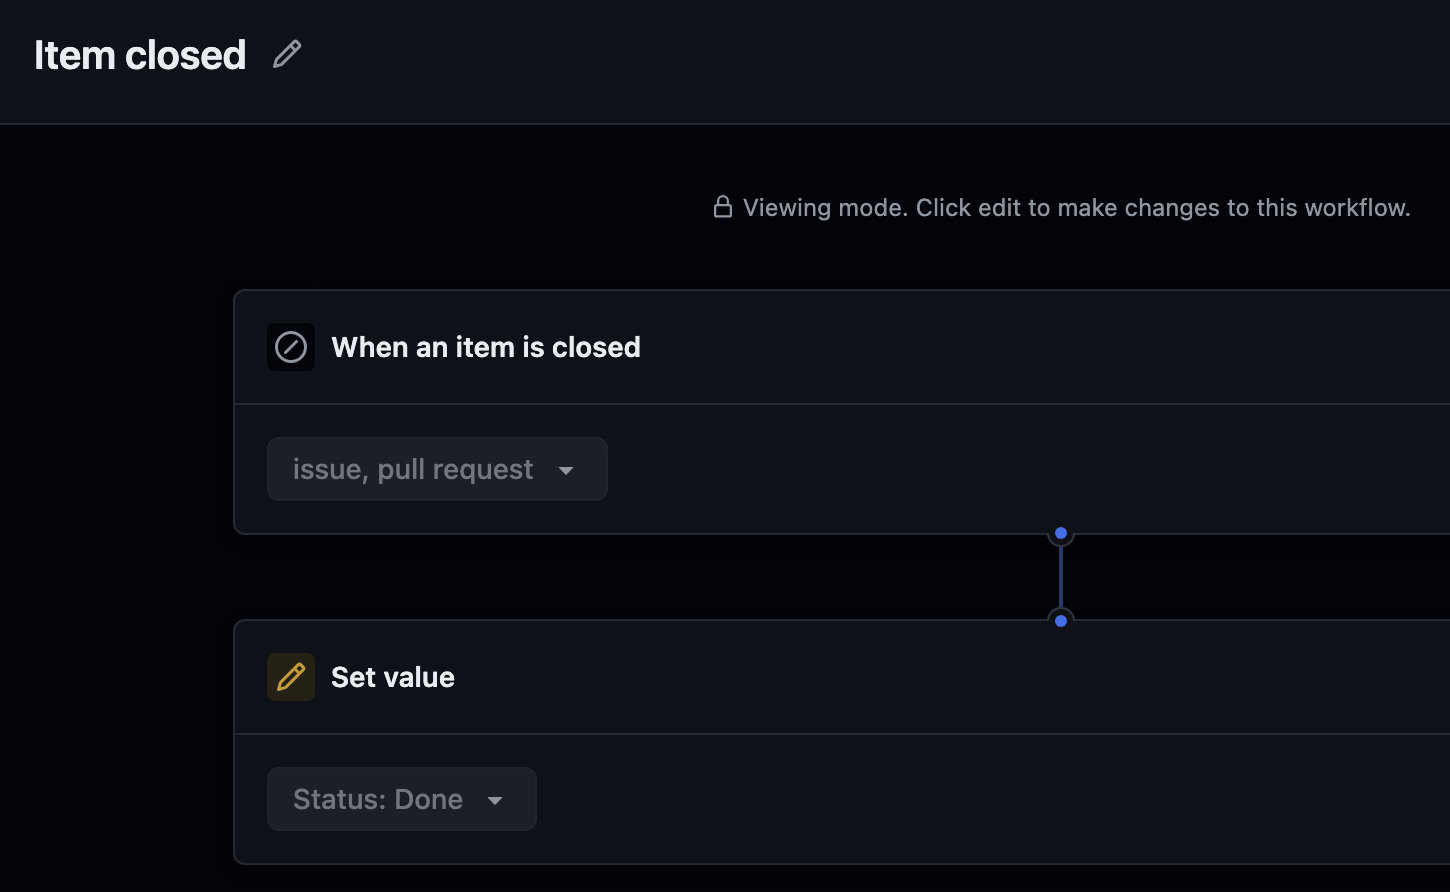 Item closed
Viewing mode. Click edit to make changes to this workflow.
When an item is closed
issue, pull request
Set value
Status: Done